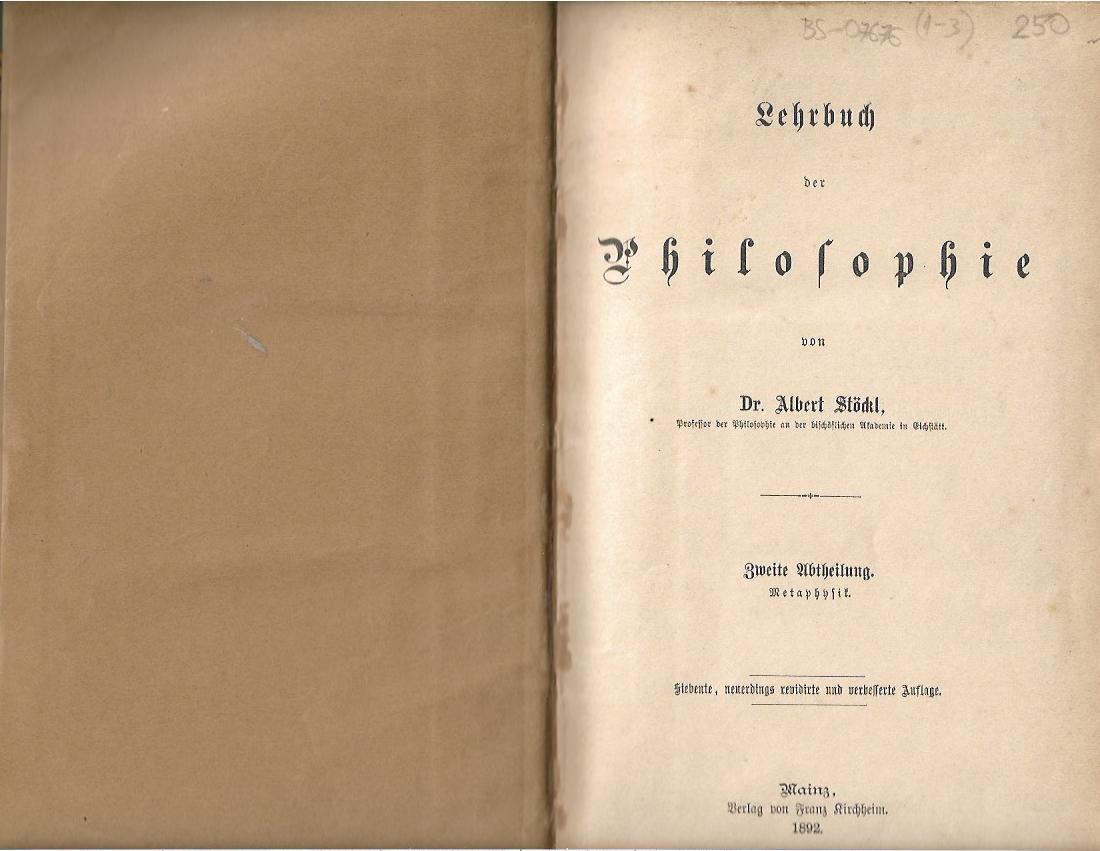 BS-07676 (1-3) 250
Lehrbuch
der
Philosophie
von
Dr. Albert Stöckl,
Professor der Philosophie an der bischöflichen Akademie in Eichstätt.
Zweite Abtheilung.
Metaphysik.
Siebente, neuerdings revidirte und verbesserte Auflage.
Mainz,
Verlag von Franz Kirchheim.
1892.